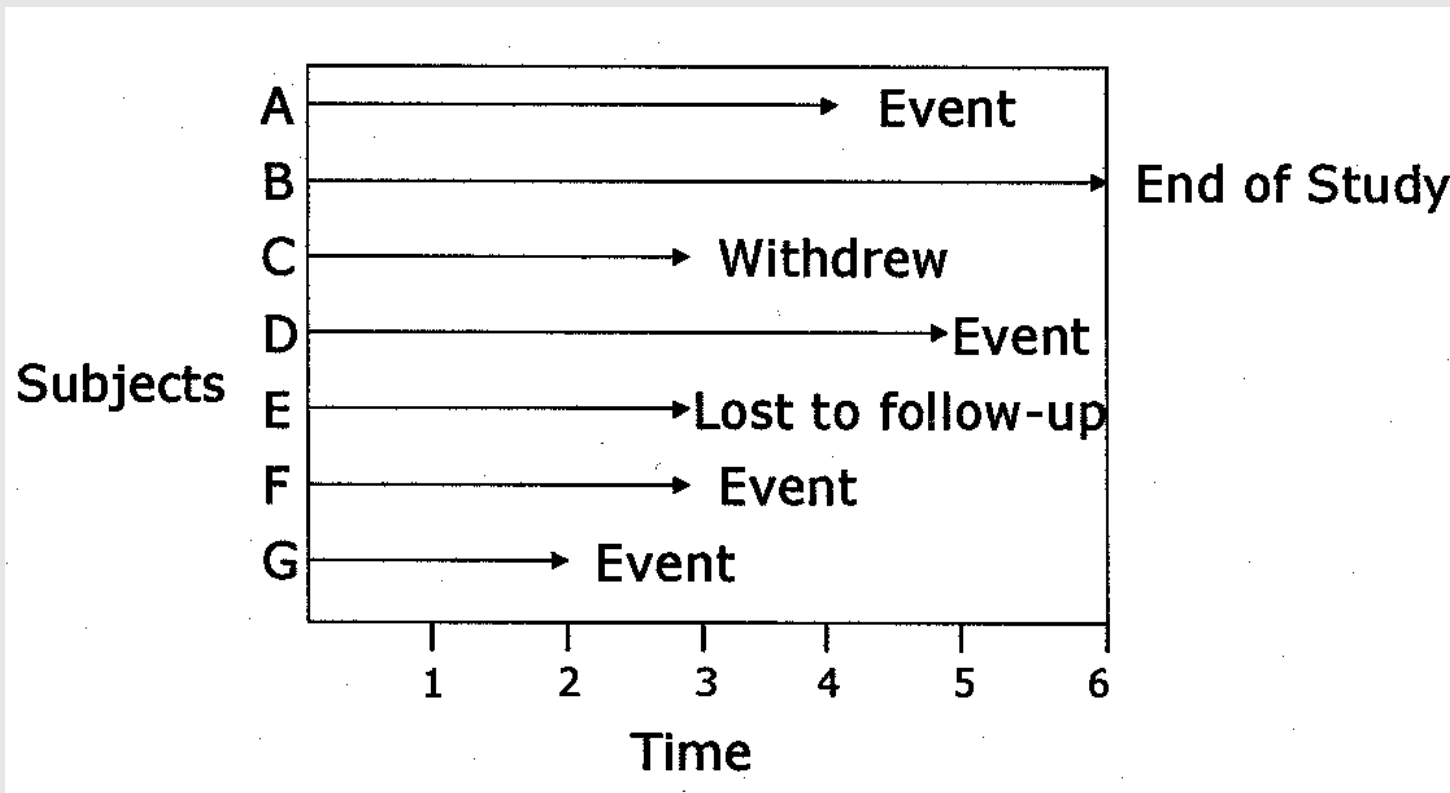 A Event
B End of Study
C Withdrew
D Event
Subjects
E Lost to follow-up
F Event
G Event
1 2 3 4 5 6
Time